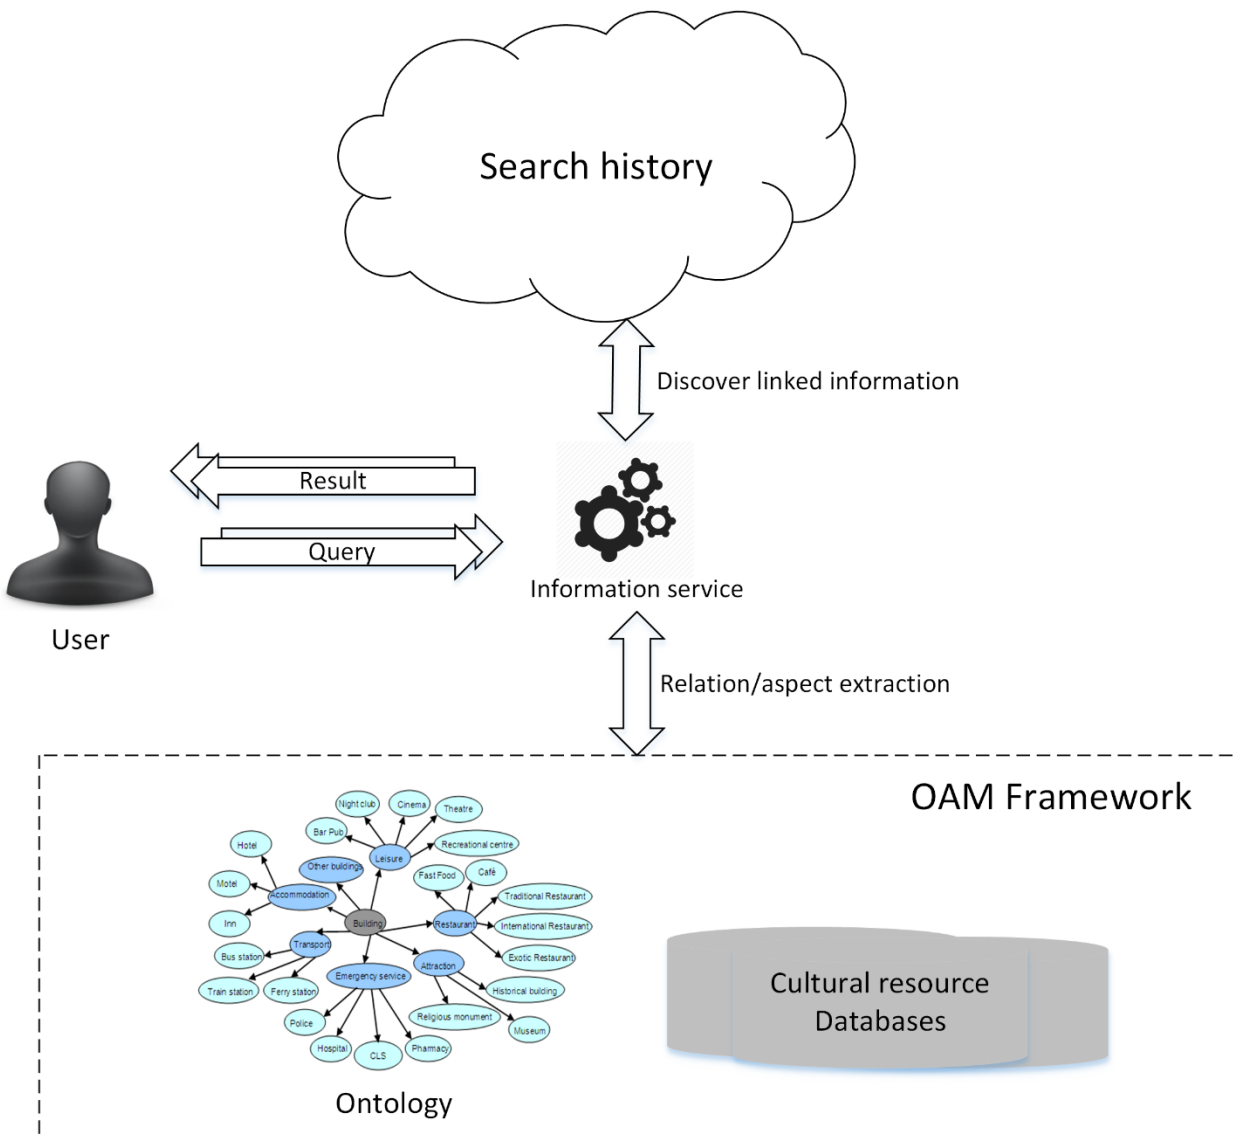 Search history
Discover linked information
Result
Query
Information service
User
Relation/aspect extraction
OAM Framework
Night club
Cinema
Theatre
Bar Pub
Recreational centre
Leisure
Hotel
Other buildings
Fast Food
Café
Motel
Accommodation
Traditional Restaurant
Inn
Building
Restaurant
International Restaurant
Transport
Bus station
Exotic Restaurant
Emergency service
Attraction
Train station
Ferry station
Historical building
Religious monument
Police
Museum
Hospital
CLS
Pharmacy
Ontology
Cultural resource
Databases